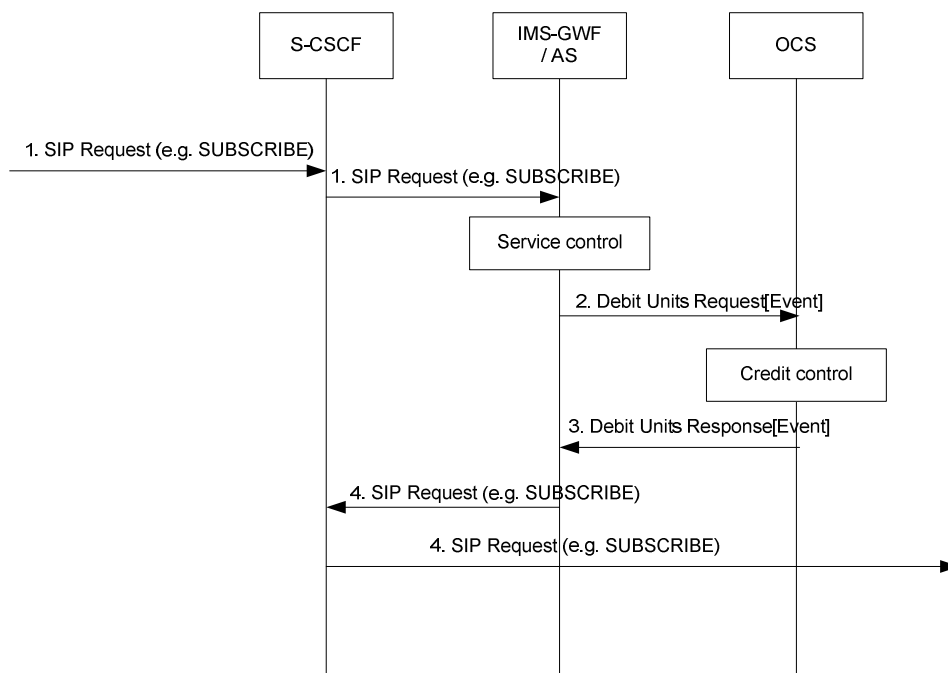 S-CSCF
IMS-GWF
/ AS
OCS
1. SIP Request (e.g. SUBSCRIBE)
1. SIP Request (e.g. SUBSCRIBE)
Service control
2. Debit Units Request[Event]
Credit control
3. Debit Units Response[Event]
4. SIP Request (e.g. SUBSCRIBE)
4. SIP Request (e.g. SUBSCRIBE)